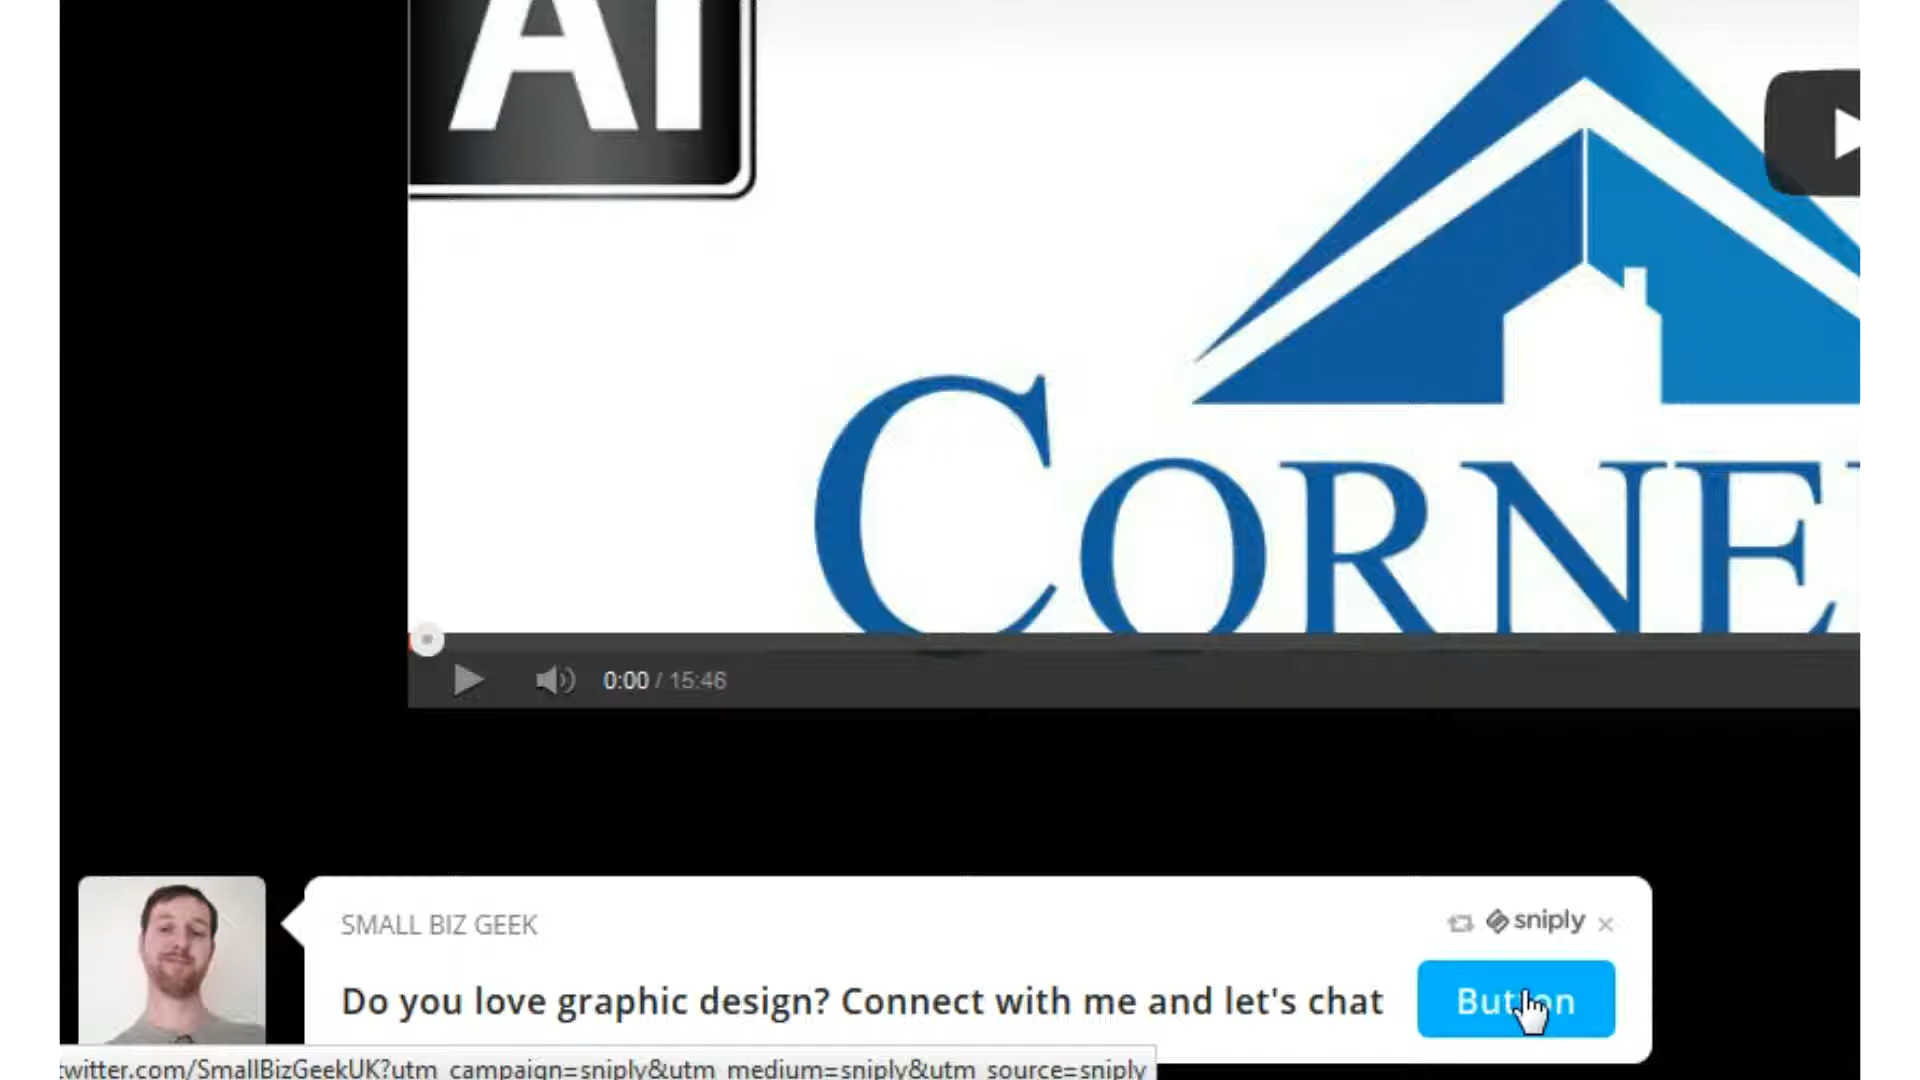 AI
CORNE
0:00 / 15:46
SMALL BIZ GEEK
sniply
Do you love graphic design? Connect with me and let's chat
Button
twitter.com/SmallBizGeekUK?utm_campaign=sniply&utm_medium=sniply&utm_source=sniply